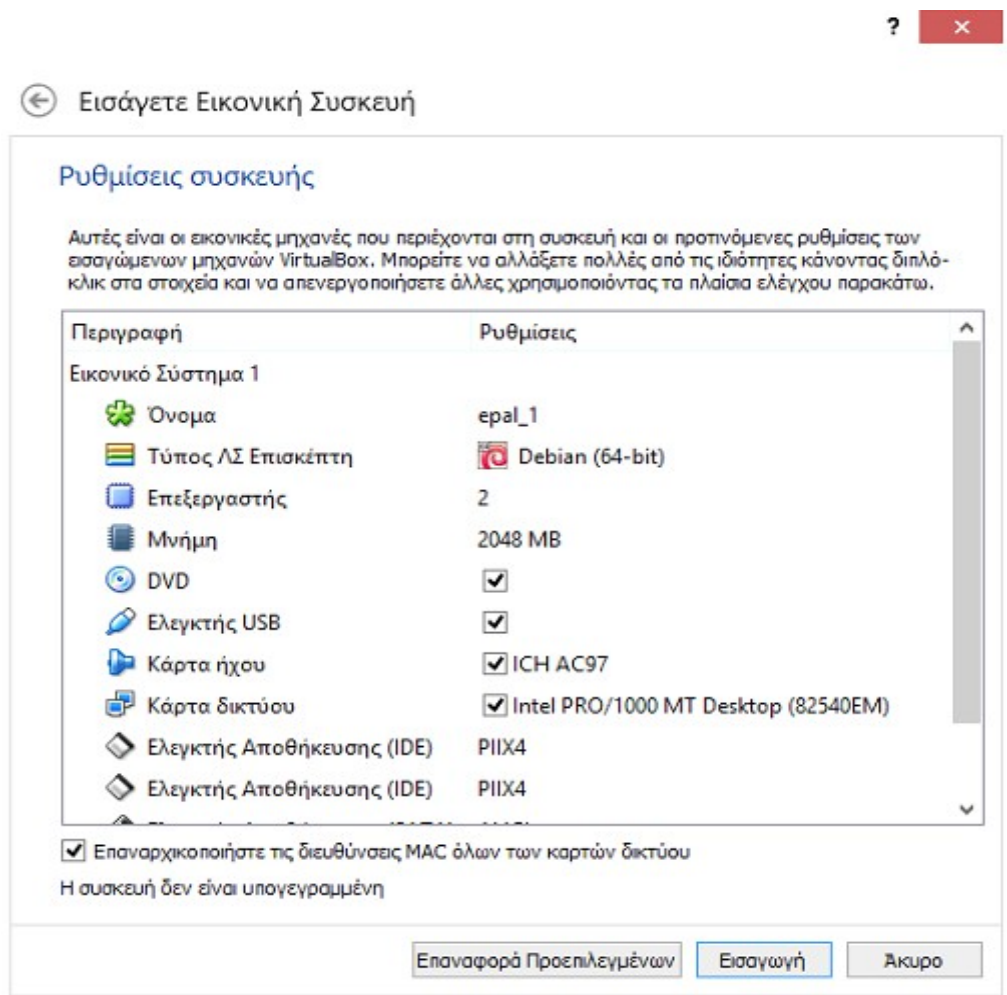 ?
Εισάγετε Εικονική Συσκευή
Ρυθμίσεις συσκευής
Αυτές είναι οι εικονικές μηχανές που περιέχονται στη συσκευή και οι προτινόμενες ρυθμίσεις των
εισαγώμενων μηχανών VirtualBox. Μπορείτε να αλλάξετε πολλές από τις ιδιότητες κάνοντας διπλό-
κλικ στα στοιχεία και να απενεργοποιήσετε άλλες χρησιμοποιόντας τα πλαίσια ελέγχου παρακάτω.
Περιγραφή Ρυθμίσεις
Εικονικό Σύστημα 1
Όνομα epal_1
Τύπος ΛΣ Επισκέπτη Debian (64-bit)
Επεξεργαστής 2
Μνήμη 2048 MB
DVD
Ελεγκτής USB
Κάρτα ήχου ICH AC97
Κάρτα δικτύου Intel PRO/1000 MT Desktop (82540EM)
Ελεγκτής Αποθήκευσης (IDE) PIIX4
Ελεγκτής Αποθήκευσης (IDE) PIIX4
Επαναρχικοποιήστε τις διευθύνσεις MAC όλων των καρτών δικτύου
Η συσκευή δεν είναι υπογεγραμμένη
Επαναφορά Προεπιλεγμένων Εισαγωγή Άκυρο